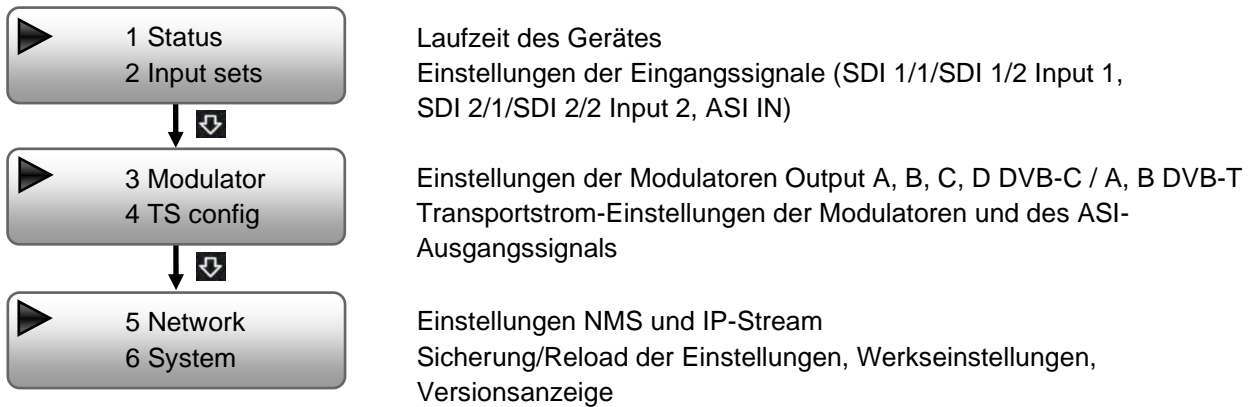 1 Status
2 Input sets
Laufzeit des Gerätes
Einstellungen der Eingangssignale (SDI 1/1/SDI 1/2 Input 1,
SDI 2/1/SDI 2/2 Input 2, ASI IN)
3 Modulator
4 TS config
Einstellungen der Modulatoren Output A, B, C, D DVB-C / A, B DVB-T
Transportstrom-Einstellungen der Modulatoren und des ASI-
Ausgangssignals
5 Network
6 System
Einstellungen NMS und IP-Stream
Sicherung/Reload der Einstellungen, Werkseinstellungen,
Versionsanzeige